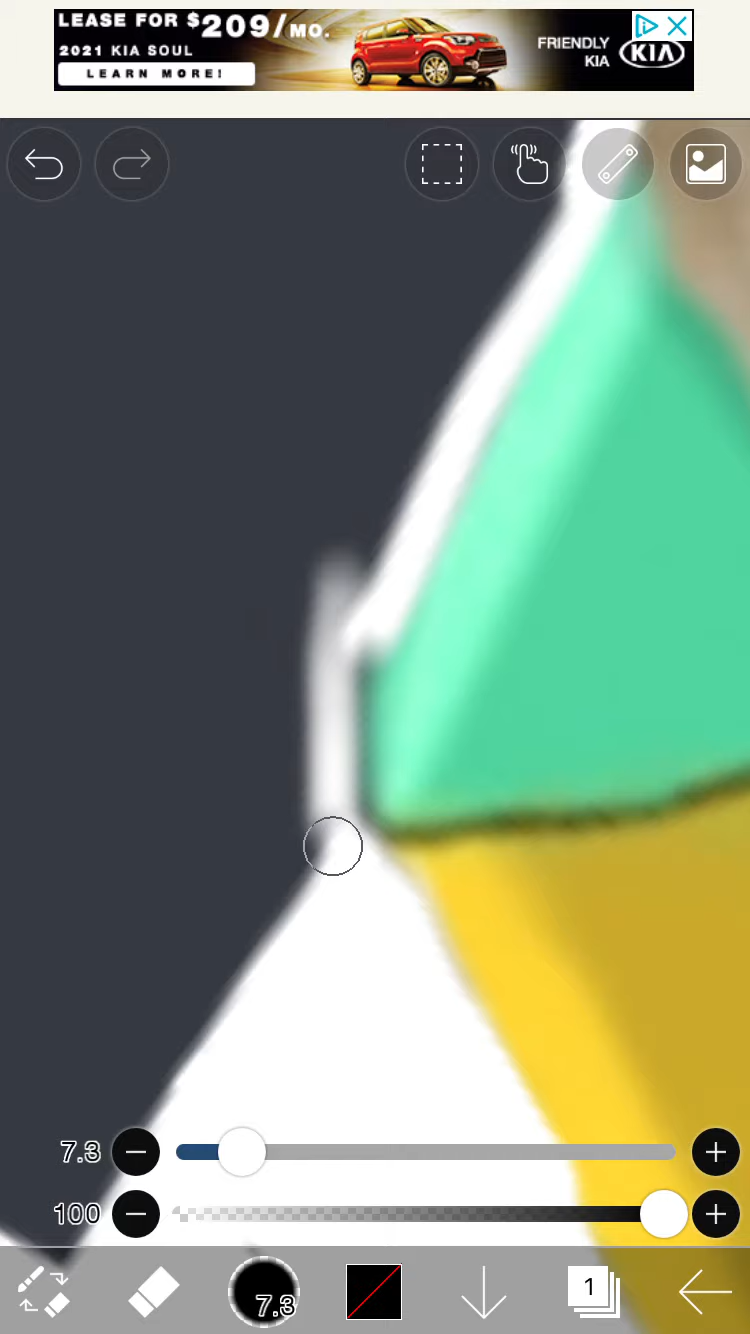 LEASE FOR $209/MO.
2021 KIA SOUL
LEARN MORE!
FRIENDLY
KIA
KIA
7.3
100
7.3
1